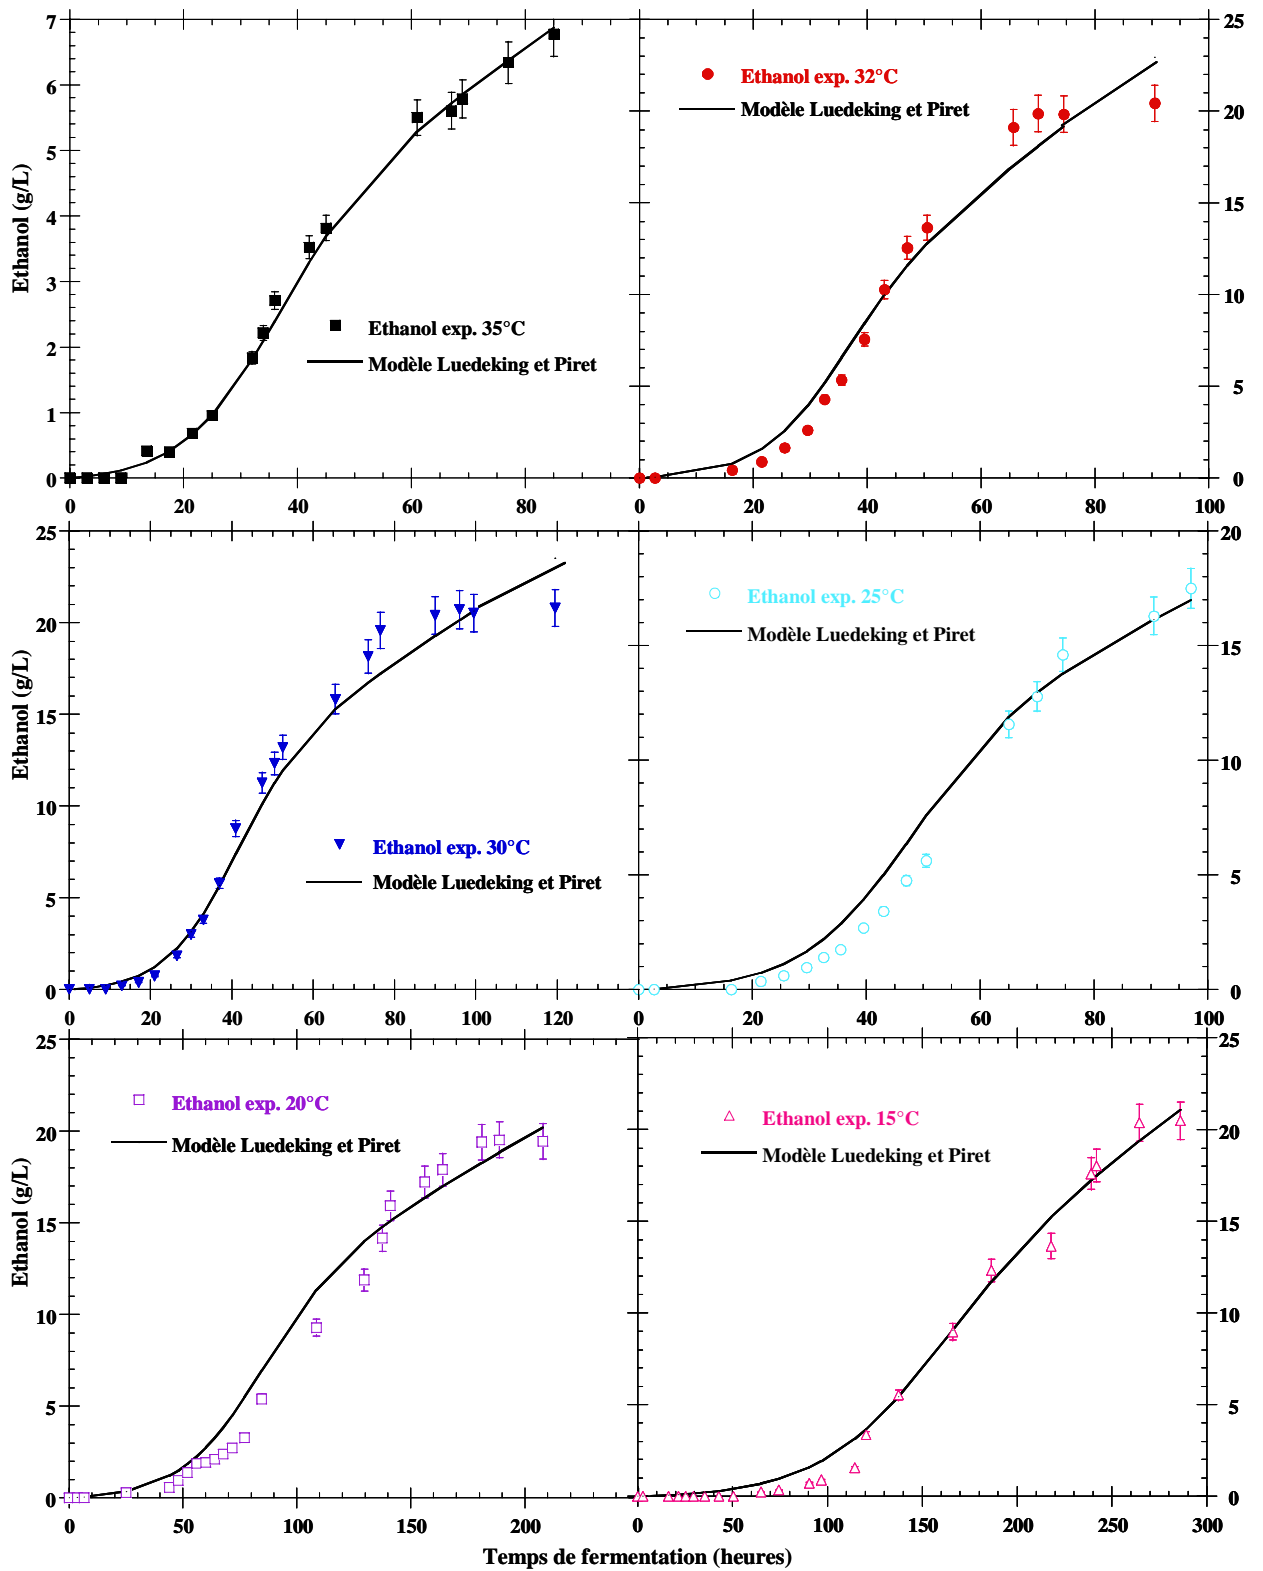 7
6
5
4
3
2
1
0
Ethanol (g/L)
Ethanol exp. 35°C
Modèle Luedeking et Piret
0 20 40 60 80
25
20
15
10
5
0
Ethanol exp. 32°C
Modèle Luedeking et Piret
0 20 40 60 80 100
25
20
15
10
5
0
Ethanol (g/L)
Ethanol exp. 30°C
Modèle Luedeking et Piret
0 20 40 60 80 100 120
20
15
10
5
0
Ethanol exp. 25°C
Modèle Luedeking et Piret
0 20 40 60 80 100
25
20
15
10
5
0
Ethanol (g/L)
Ethanol exp. 20°C
Modèle Luedeking et Piret
0 50 100 150 200
25
20
15
10
5
0
Ethanol exp. 15°C
Modèle Luedeking et Piret
0 50 100 150 200 250 300
Temps de fermentation (heures)